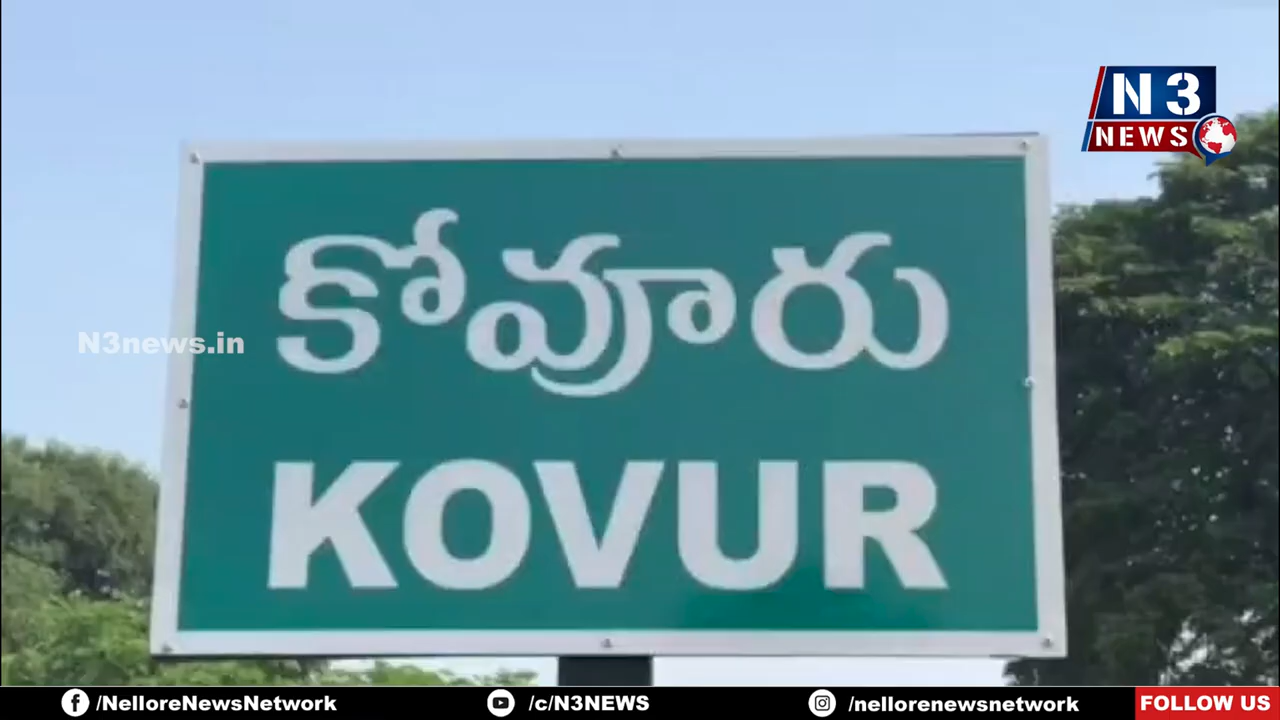 N3
NEWS
కోవూరు
N3news.in
KOVUR
/NelloreNewsNetwork
/c/N3NEWS
/nellorenewsnetwork
FOLLOW US